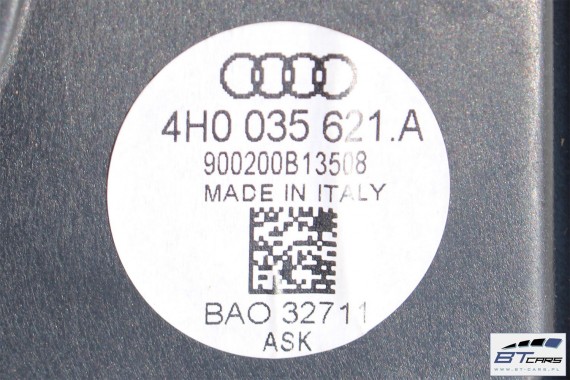 4H0 035 621.A
900200B13508
MADE IN ITALY
BAO 32711
ASK
BTCARS
WWW.BT-CARS.PL